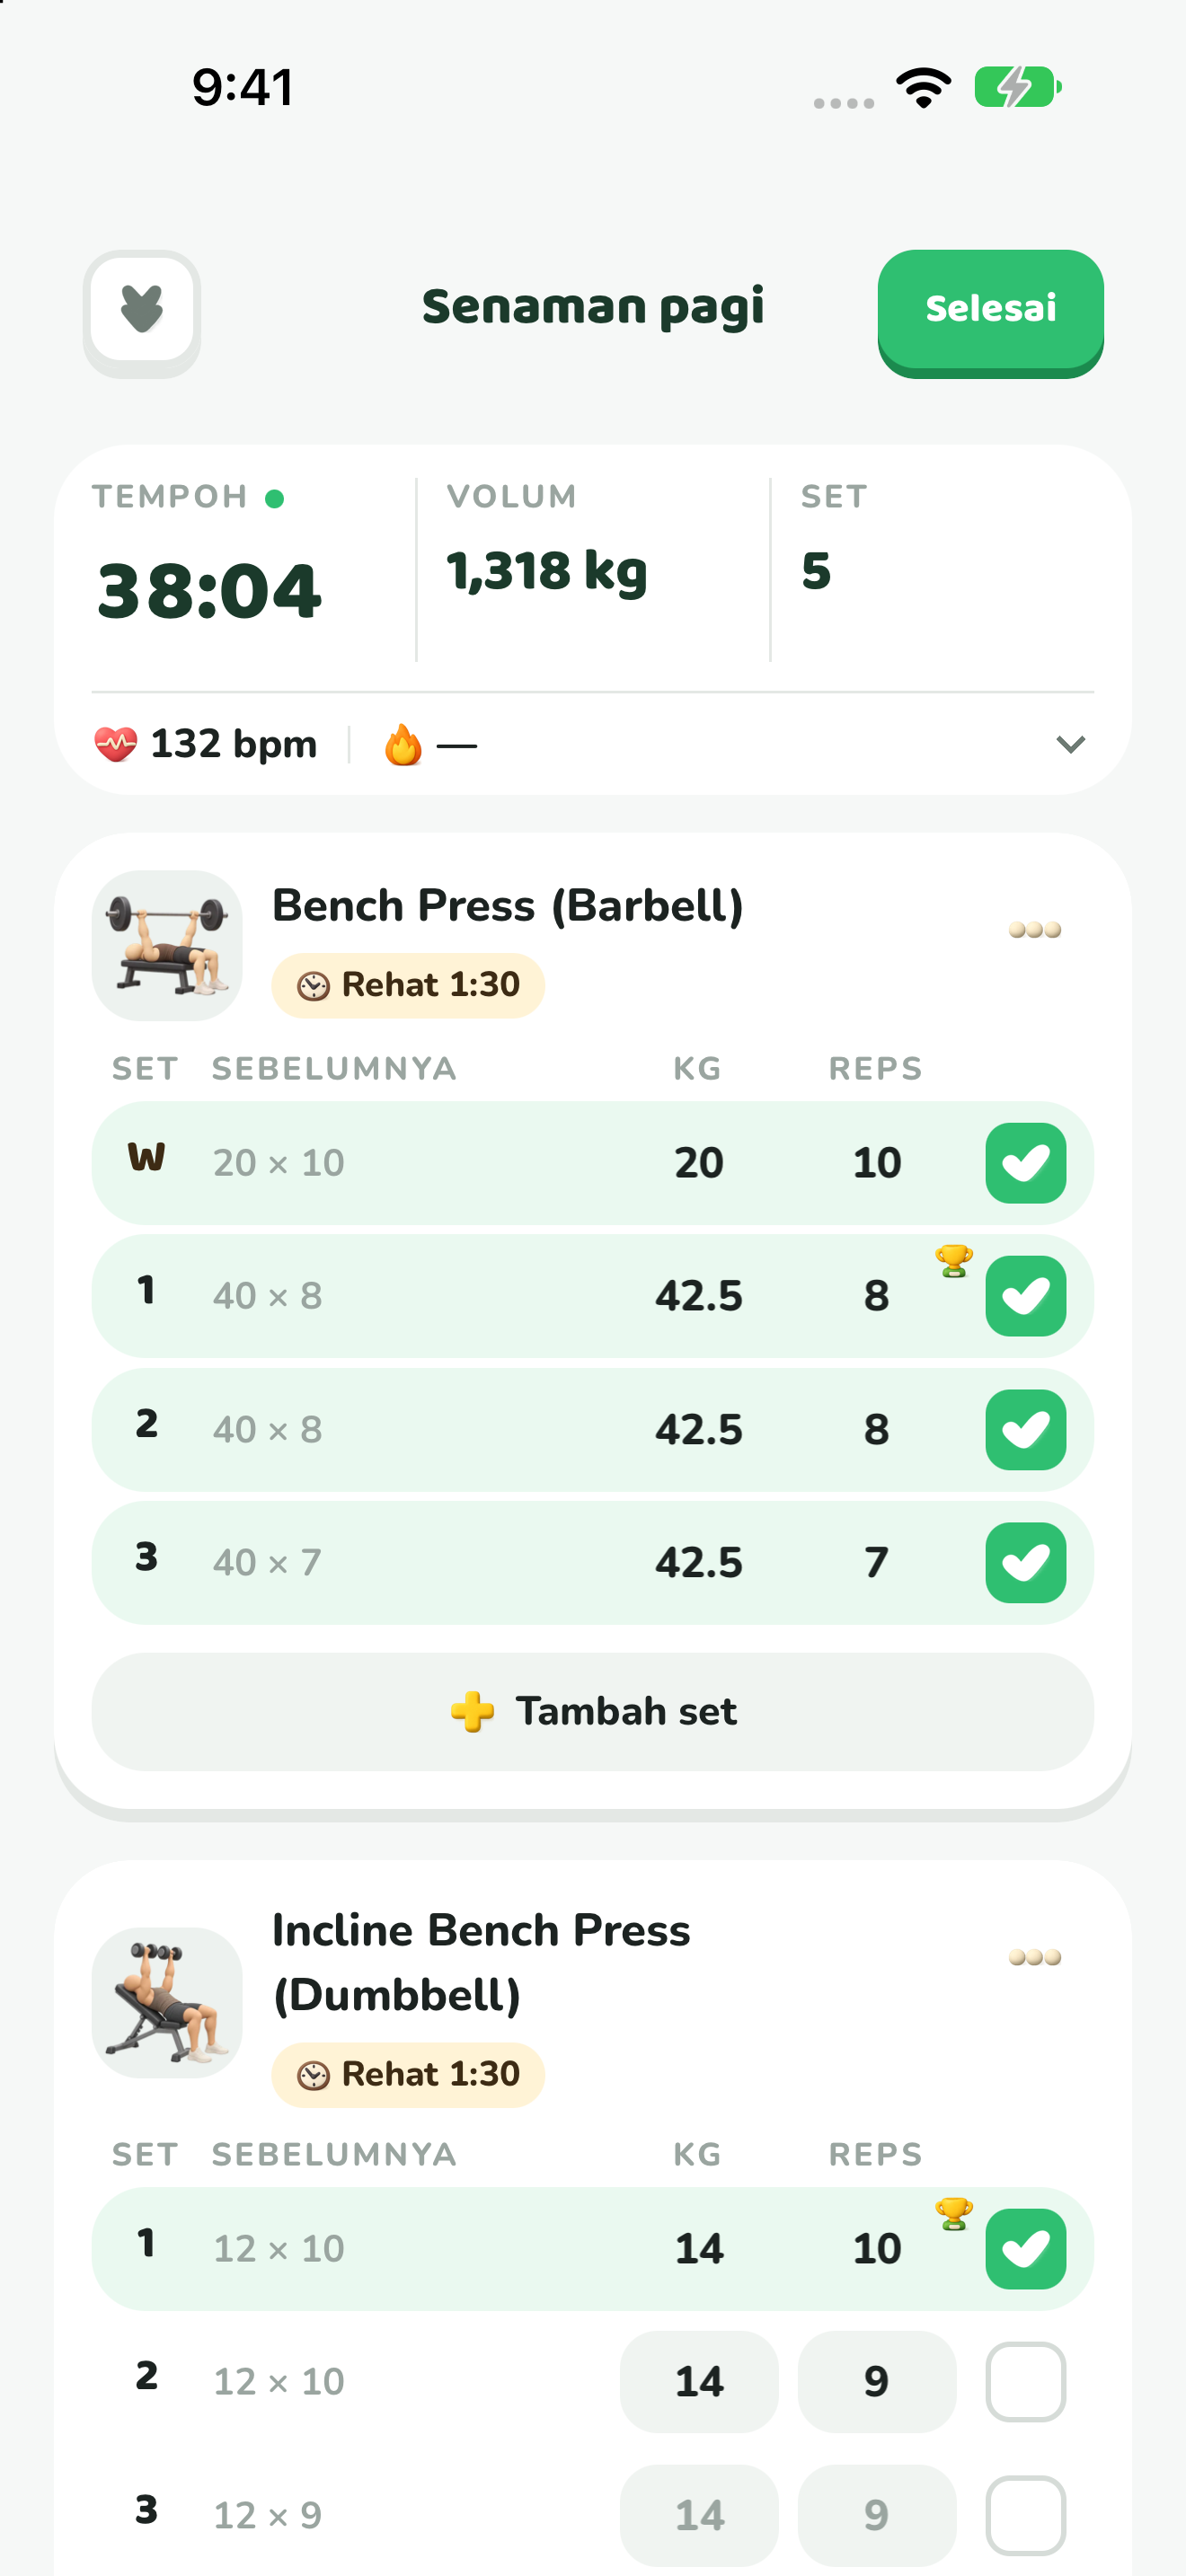 9:41
Senaman pagi
Selesai
TEMPOH VOLUM SET
38:04 1,318 kg 5
132 bpm —
Bench Press (Barbell)
Rehat 1:30
SET SEBELUMNYA KG REPS
W 20 × 10 20 10
1 40 × 8 42.5 8
2 40 × 8 42.5 8
3 40 × 7 42.5 7
Tambah set
Incline Bench Press
(Dumbbell)
Rehat 1:30
SET SEBELUMNYA KG REPS
1 12 × 10 14 10
2 12 × 10 14 9
3 12 × 9 14 9